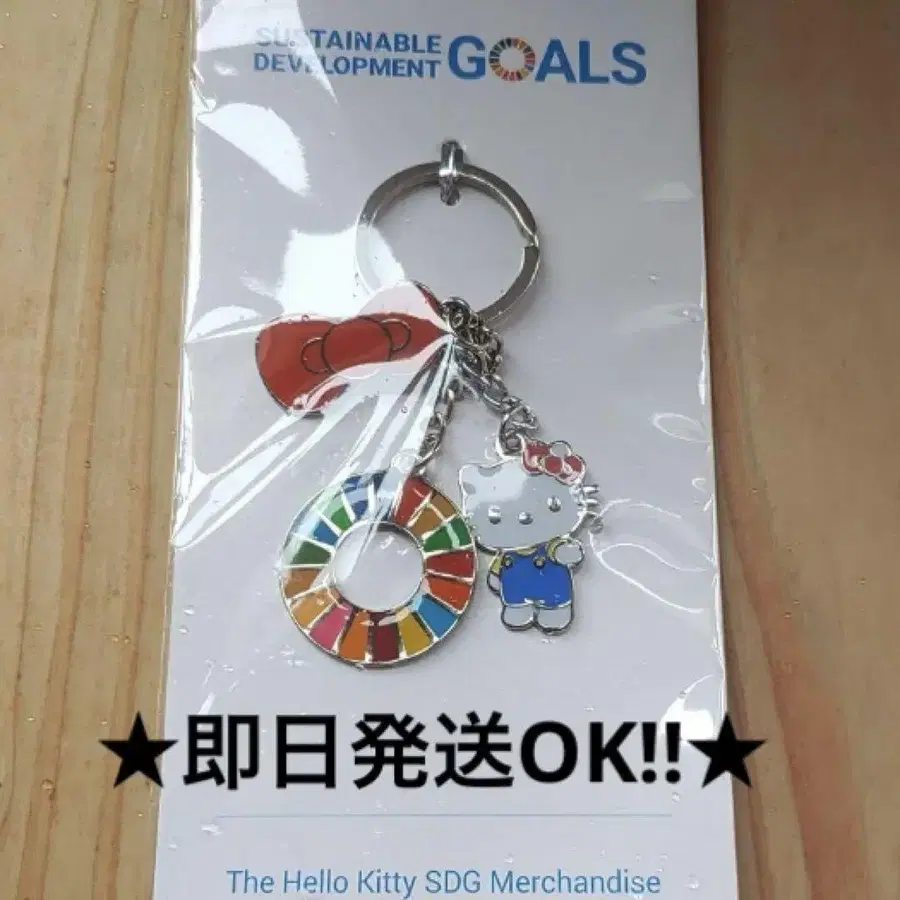 SUSTAINABLE
DEVELOPMENT GOALS
★即日発送OK!!★
The Hello Kitty SDG Merchandise